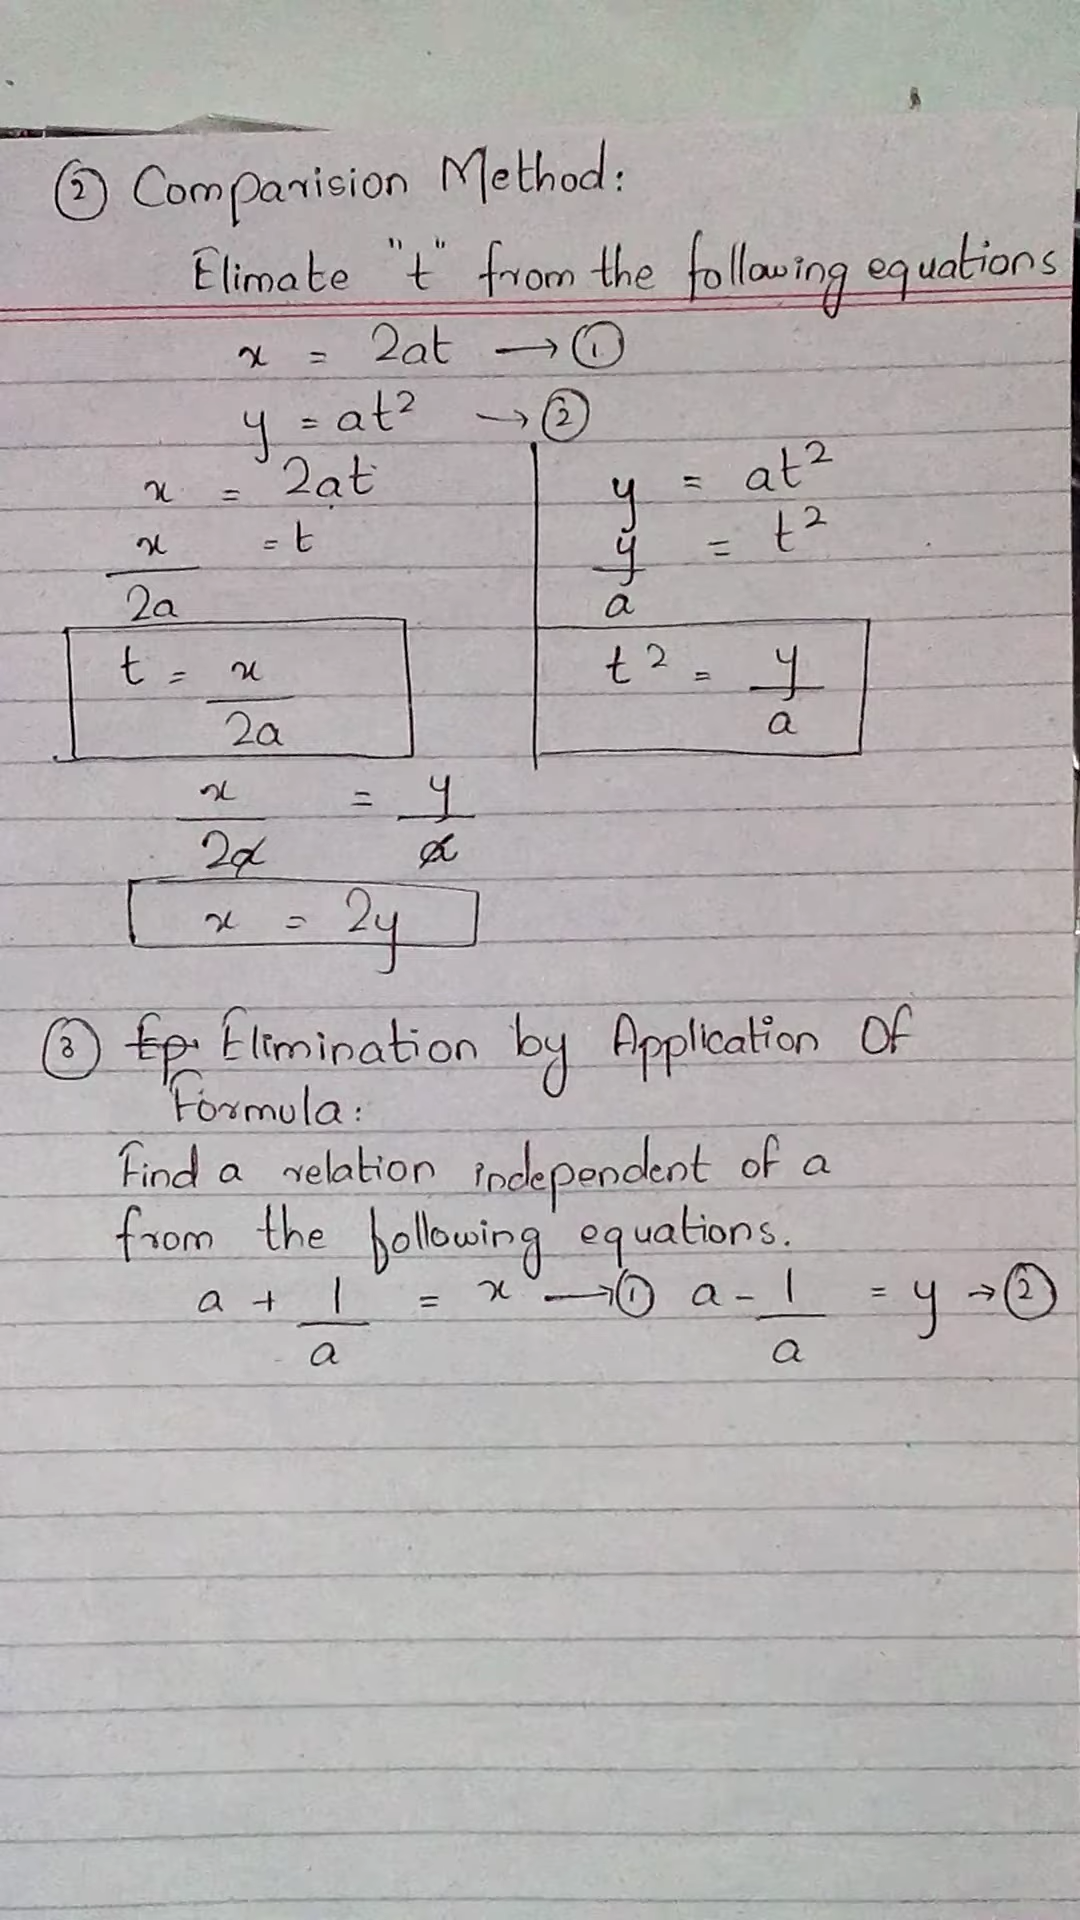 ② Comparision Method:
Elimate "t" from the following equations
x = 2at → ①
y = at² → ②
x = 2at
x/2a = t
t = x/2a
y = at²
y/a = t²
t² = y/a
x/2a = y/a
x = 2y
③ Ep. Elimination by Application Of
Formula:
Find a relation independent of a
from the following equations.
a + 1/a = x → ① a - 1/a = y → ②